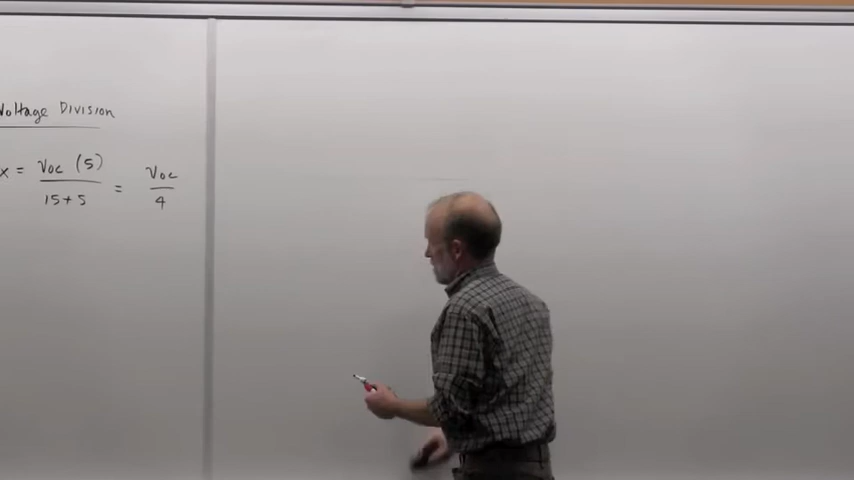 Voltage Division
x = Voc (5) / 15+5 = Voc / 4